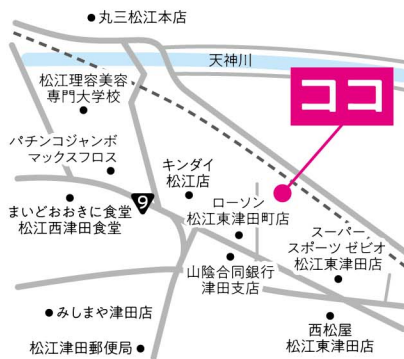 丸三松江本店
天神川
松江理容美容
専門大学校
ココ
パチンコジャンボ
マックスフロス
キンダイ
松江店
9
まいどおおきに食堂
松江西津田食堂
ローソン
松江東津田町店
スーパー
スポーツ ゼビオ
松江東津田店
山陰合同銀行
津田支店
みしまや津田店
西松屋
松江東津田店
松江津田郵便局